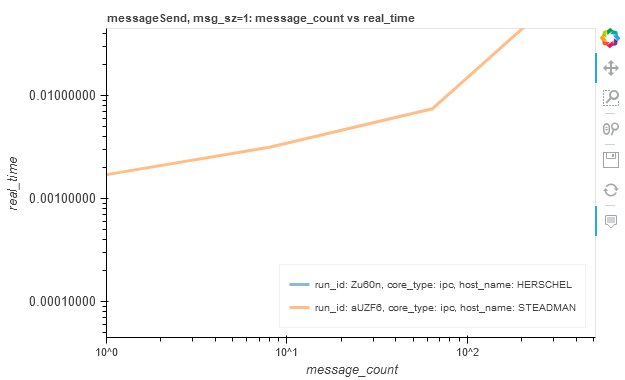 messageSend, msg_sz=1: message_count vs real_time
0.01000000
0.00100000
0.00010000
real_time
run_id: Zu60n, core_type: ipc, host_name: HERSCHEL
run_id: aUZF6, core_type: ipc, host_name: STEADMAN
10^0
10^1
10^2
message_count